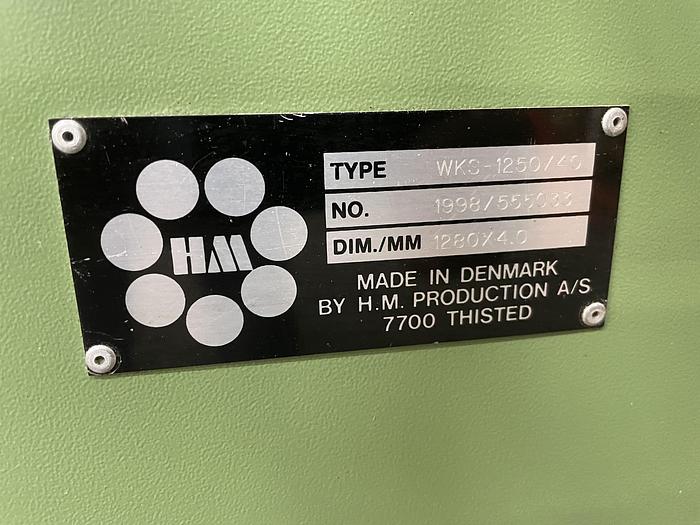 HM
TYPE WKS-1250/40
NO. 1998/555033
DIM./MM 1280X4.0
MADE IN DENMARK
BY H.M. PRODUCTION A/S
7700 THISTED